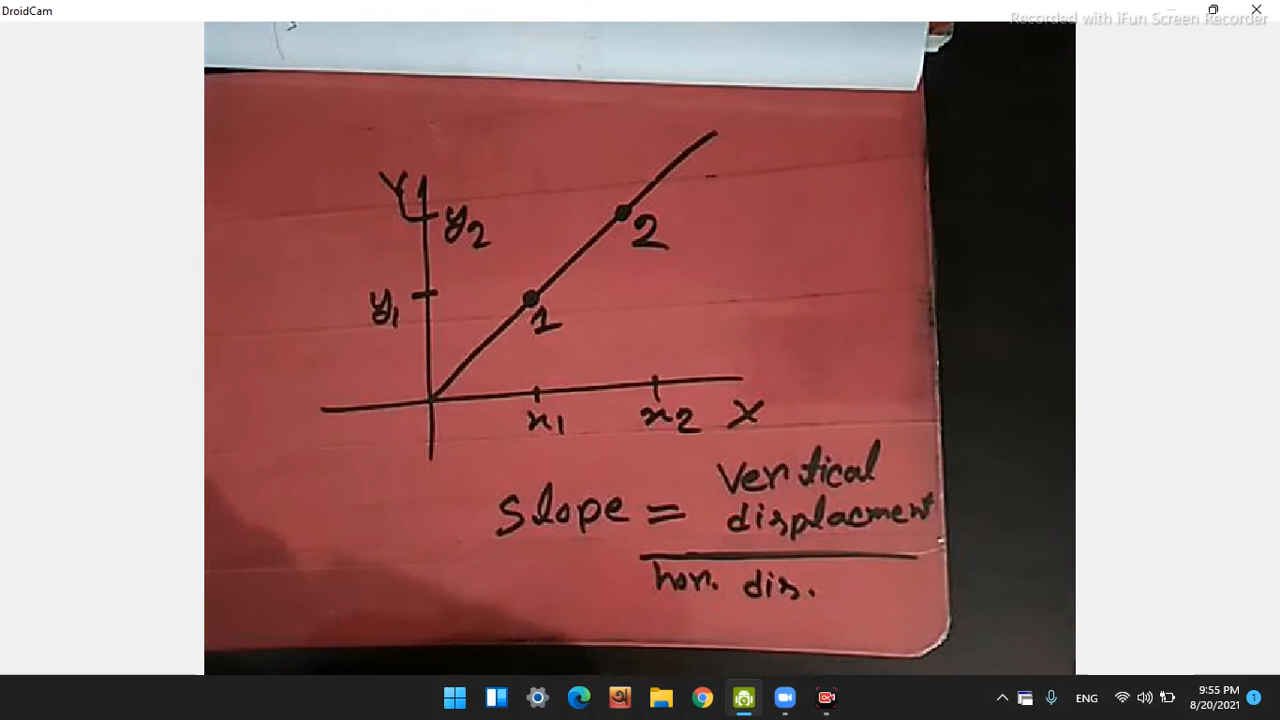 DroidCam
Recorded with iFun Screen Recorder
Y
y2
2
y1
1
x1
x2
X
slope = vertical
displacment
hor. dis.
ENG
9:55 PM
8/20/2021
1